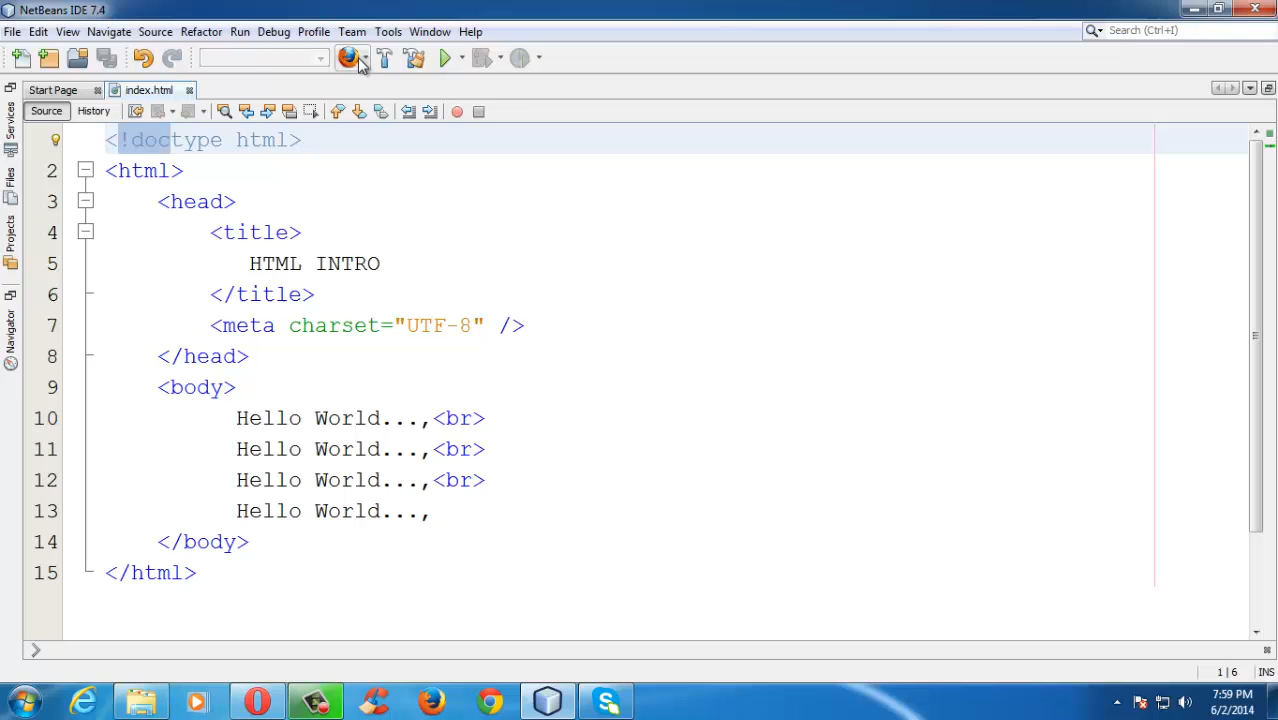 NetBeans IDE 7.4
File Edit View Navigate Source Refactor Run Debug Profile Team Tools Window Help
Search (Ctrl+I)
Start Page index.html
Source History
Services
Files
Projects
Navigator
<!doctype html>
2 <html>
3 <head>
4 <title>
5 HTML INTRO
6 </title>
7 <meta charset="UTF-8" />
8 </head>
9 <body>
10 Hello World...,<br>
11 Hello World...,<br>
12 Hello World...,<br>
13 Hello World...,
14 </body>
15 </html>
1 | 6 INS
7:59 PM
6/2/2014